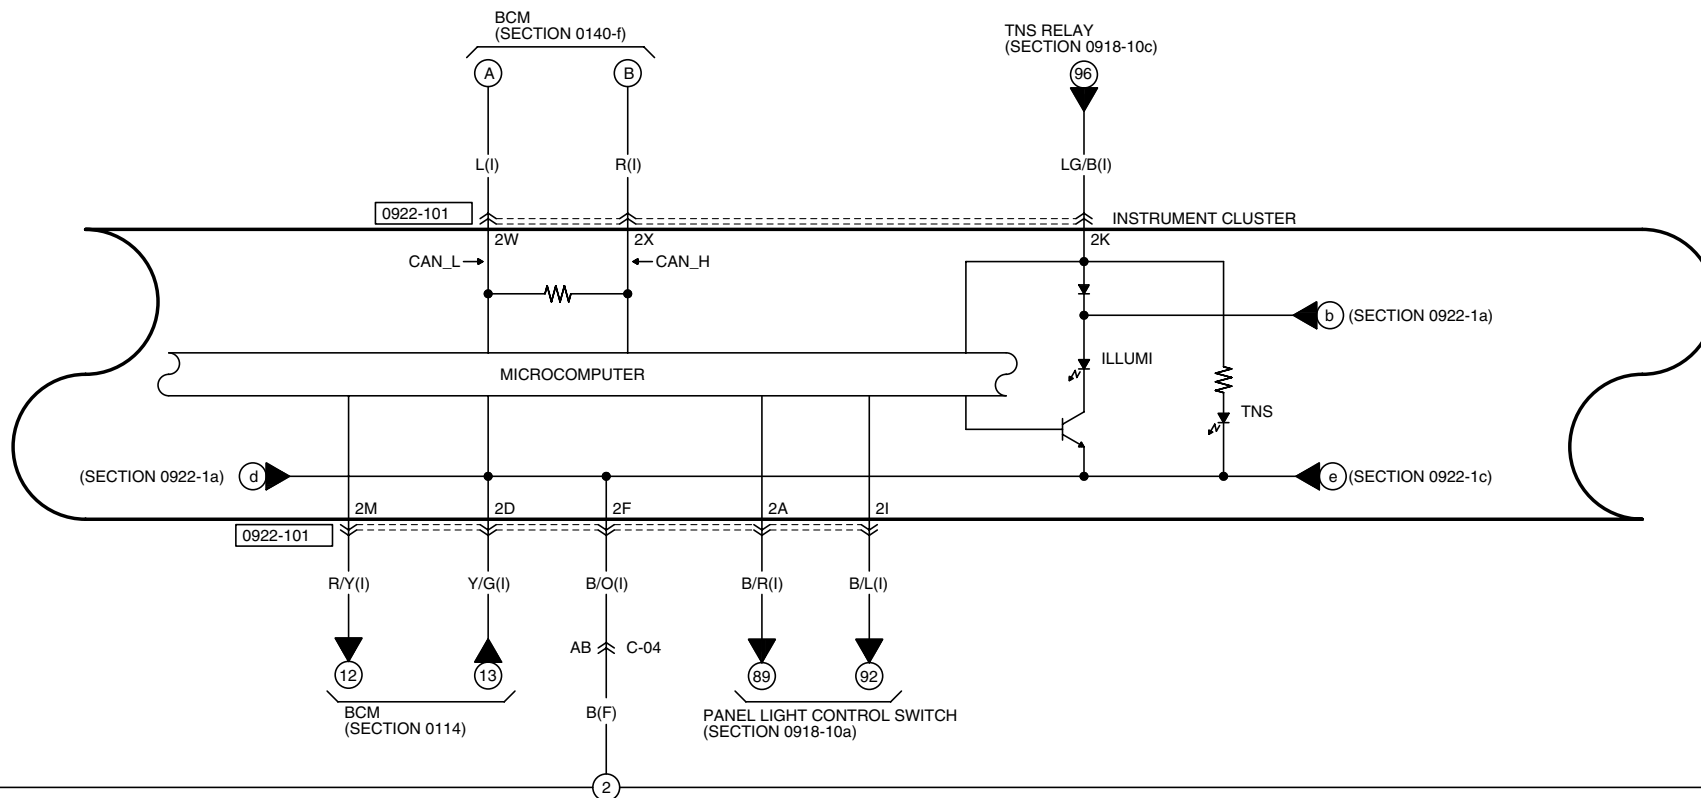 BCM
(SECTION 0140-f)
TNS RELAY
(SECTION 0918-10c)
A
B
96
L(I)
R(I)
LG/B(I)
0922-101
INSTRUMENT CLUSTER
2W
2X
2K
CAN_L
CAN_H
b (SECTION 0922-1a)
ILLUMI
MICROCOMPUTER
TNS
(SECTION 0922-1a) d
e (SECTION 0922-1c)
2M
2D
2F
2A
2I
0922-101
R/Y(I)
Y/G(I)
B/O(I)
B/R(I)
B/L(I)
AB
C-04
12
13
89
92
BCM
(SECTION 0114)
B(F)
PANEL LIGHT CONTROL SWITCH
(SECTION 0918-10a)
2